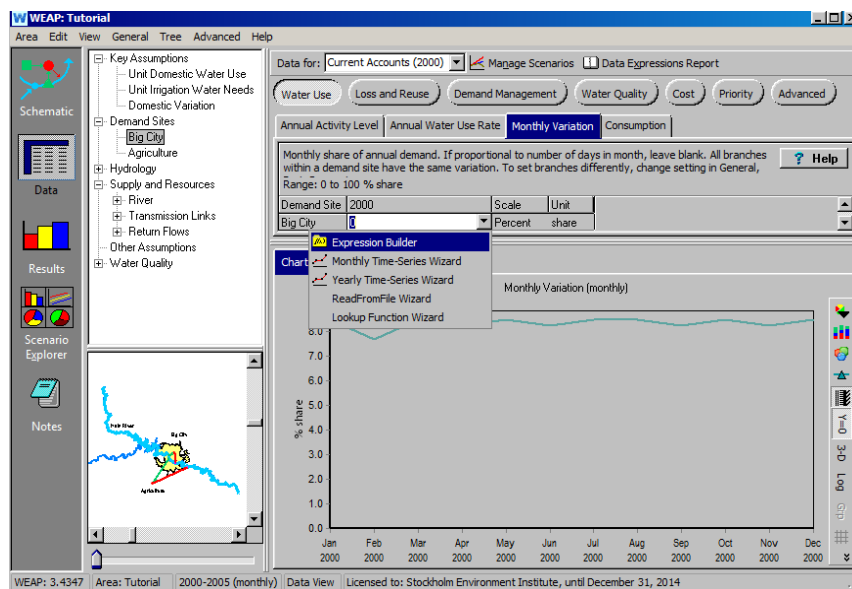 WEAP: Tutorial
Area Edit View General Tree Advanced Help
Schematic
Data
Results
Scenario
Explorer
Notes
Key Assumptions
Unit Domestic Water Use
Unit Irrigation Water Needs
Domestic Variation
Demand Sites
Big City
Agriculture
Hydrology
Supply and Resources
River
Transmission Links
Return Flows
Other Assumptions
Water Quality
Big City
Agriculture
Data for: Current Accounts (2000) Manage Scenarios Data Expressions Report
Water Use Loss and Reuse Demand Management Water Quality Cost Priority Advanced
Annual Activity Level Annual Water Use Rate Monthly Variation Consumption
Monthly share of annual demand. If proportional to number of days in month, leave blank. All branches
within a demand site have the same variation. To set branches differently, change setting in General,
Range: 0 to 100 % share
? Help
Demand Site 2000 Scale Unit
Big City 0 Percent share
Expression Builder
Monthly Time-Series Wizard
Yearly Time-Series Wizard
ReadFromFile Wizard
Lookup Function Wizard
Chart
Monthly Variation (monthly)
% share
8.0
7.0
6.0
5.0
4.0
3.0
2.0
1.0
0.0
Jan Feb Mar Apr May Jun Jul Aug Sep Oct Nov Dec
2000 2000 2000 2000 2000 2000 2000 2000 2000 2000 2000 2000
Y=0
3-D
Log
WEAP: 3.4347 Area: Tutorial 2000-2005 (monthly) Data View Licensed to: Stockholm Environment Institute, until December 31, 2014